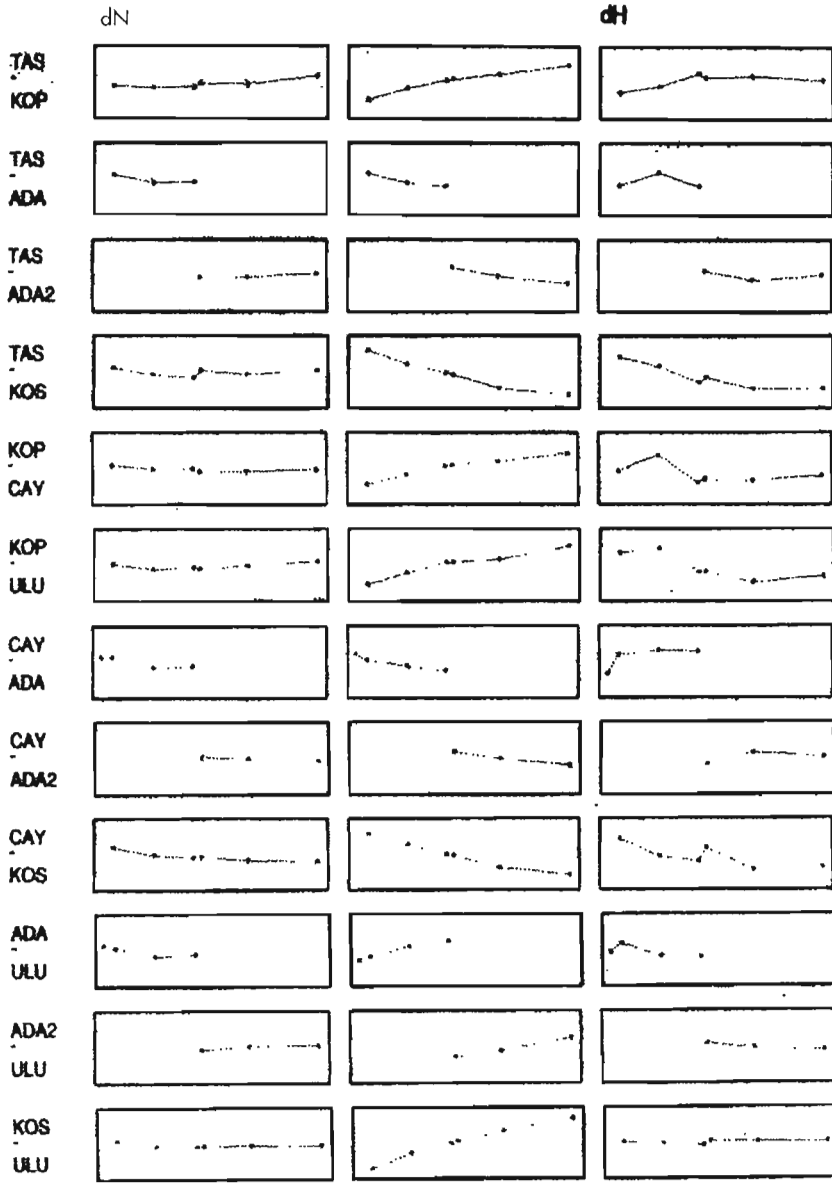 dN dH
TAS
-
KOP
TAS
-
ADA
TAS
-
ADA2
TAS
-
KOS
KOP
-
CAY
KOP
-
ULU
CAY
-
ADA
CAY
-
ADA2
CAY
-
KOS
ADA
-
ULU
ADA2
-
ULU
KOS
-
ULU